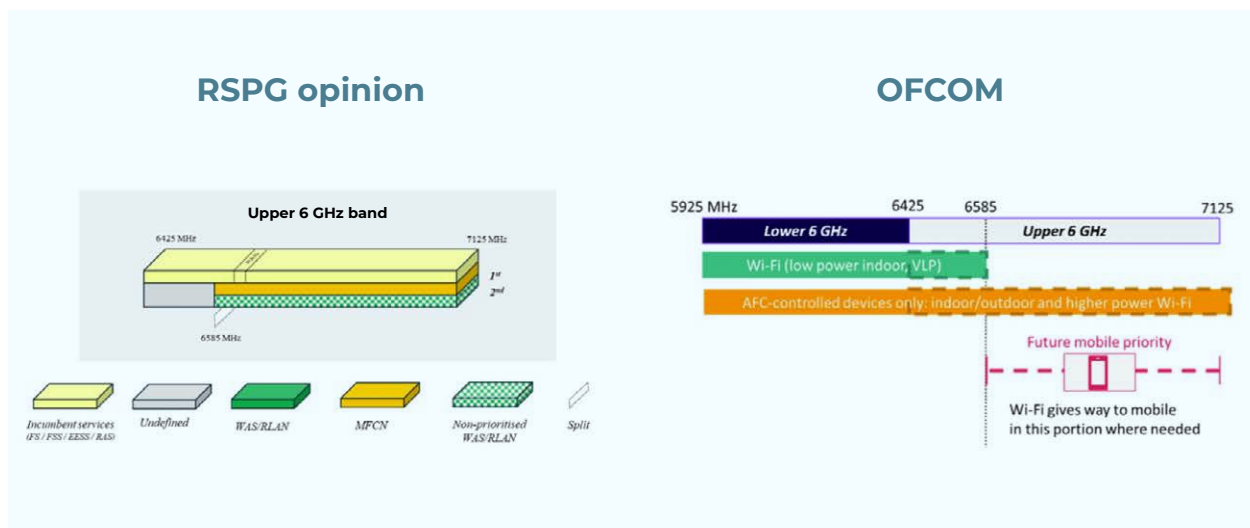 RSPG opinion
OFCOM
Upper 6 GHz band
6425 MHz
7125 MHz
1st
2nd
6585 MHz
Incumbent services
(FS / FSS / EESS / RAS)
Undefined
WAS/RLAN
MFCN
Non-prioritised
WAS/RLAN
Split
5925 MHz
6425
6585
7125
Lower 6 GHz
Upper 6 GHz
Wi-Fi (low power indoor, VLP)
AFC-controlled devices only: indoor/outdoor and higher power Wi-Fi
Future mobile priority
Wi-Fi gives way to mobile
in this portion where needed